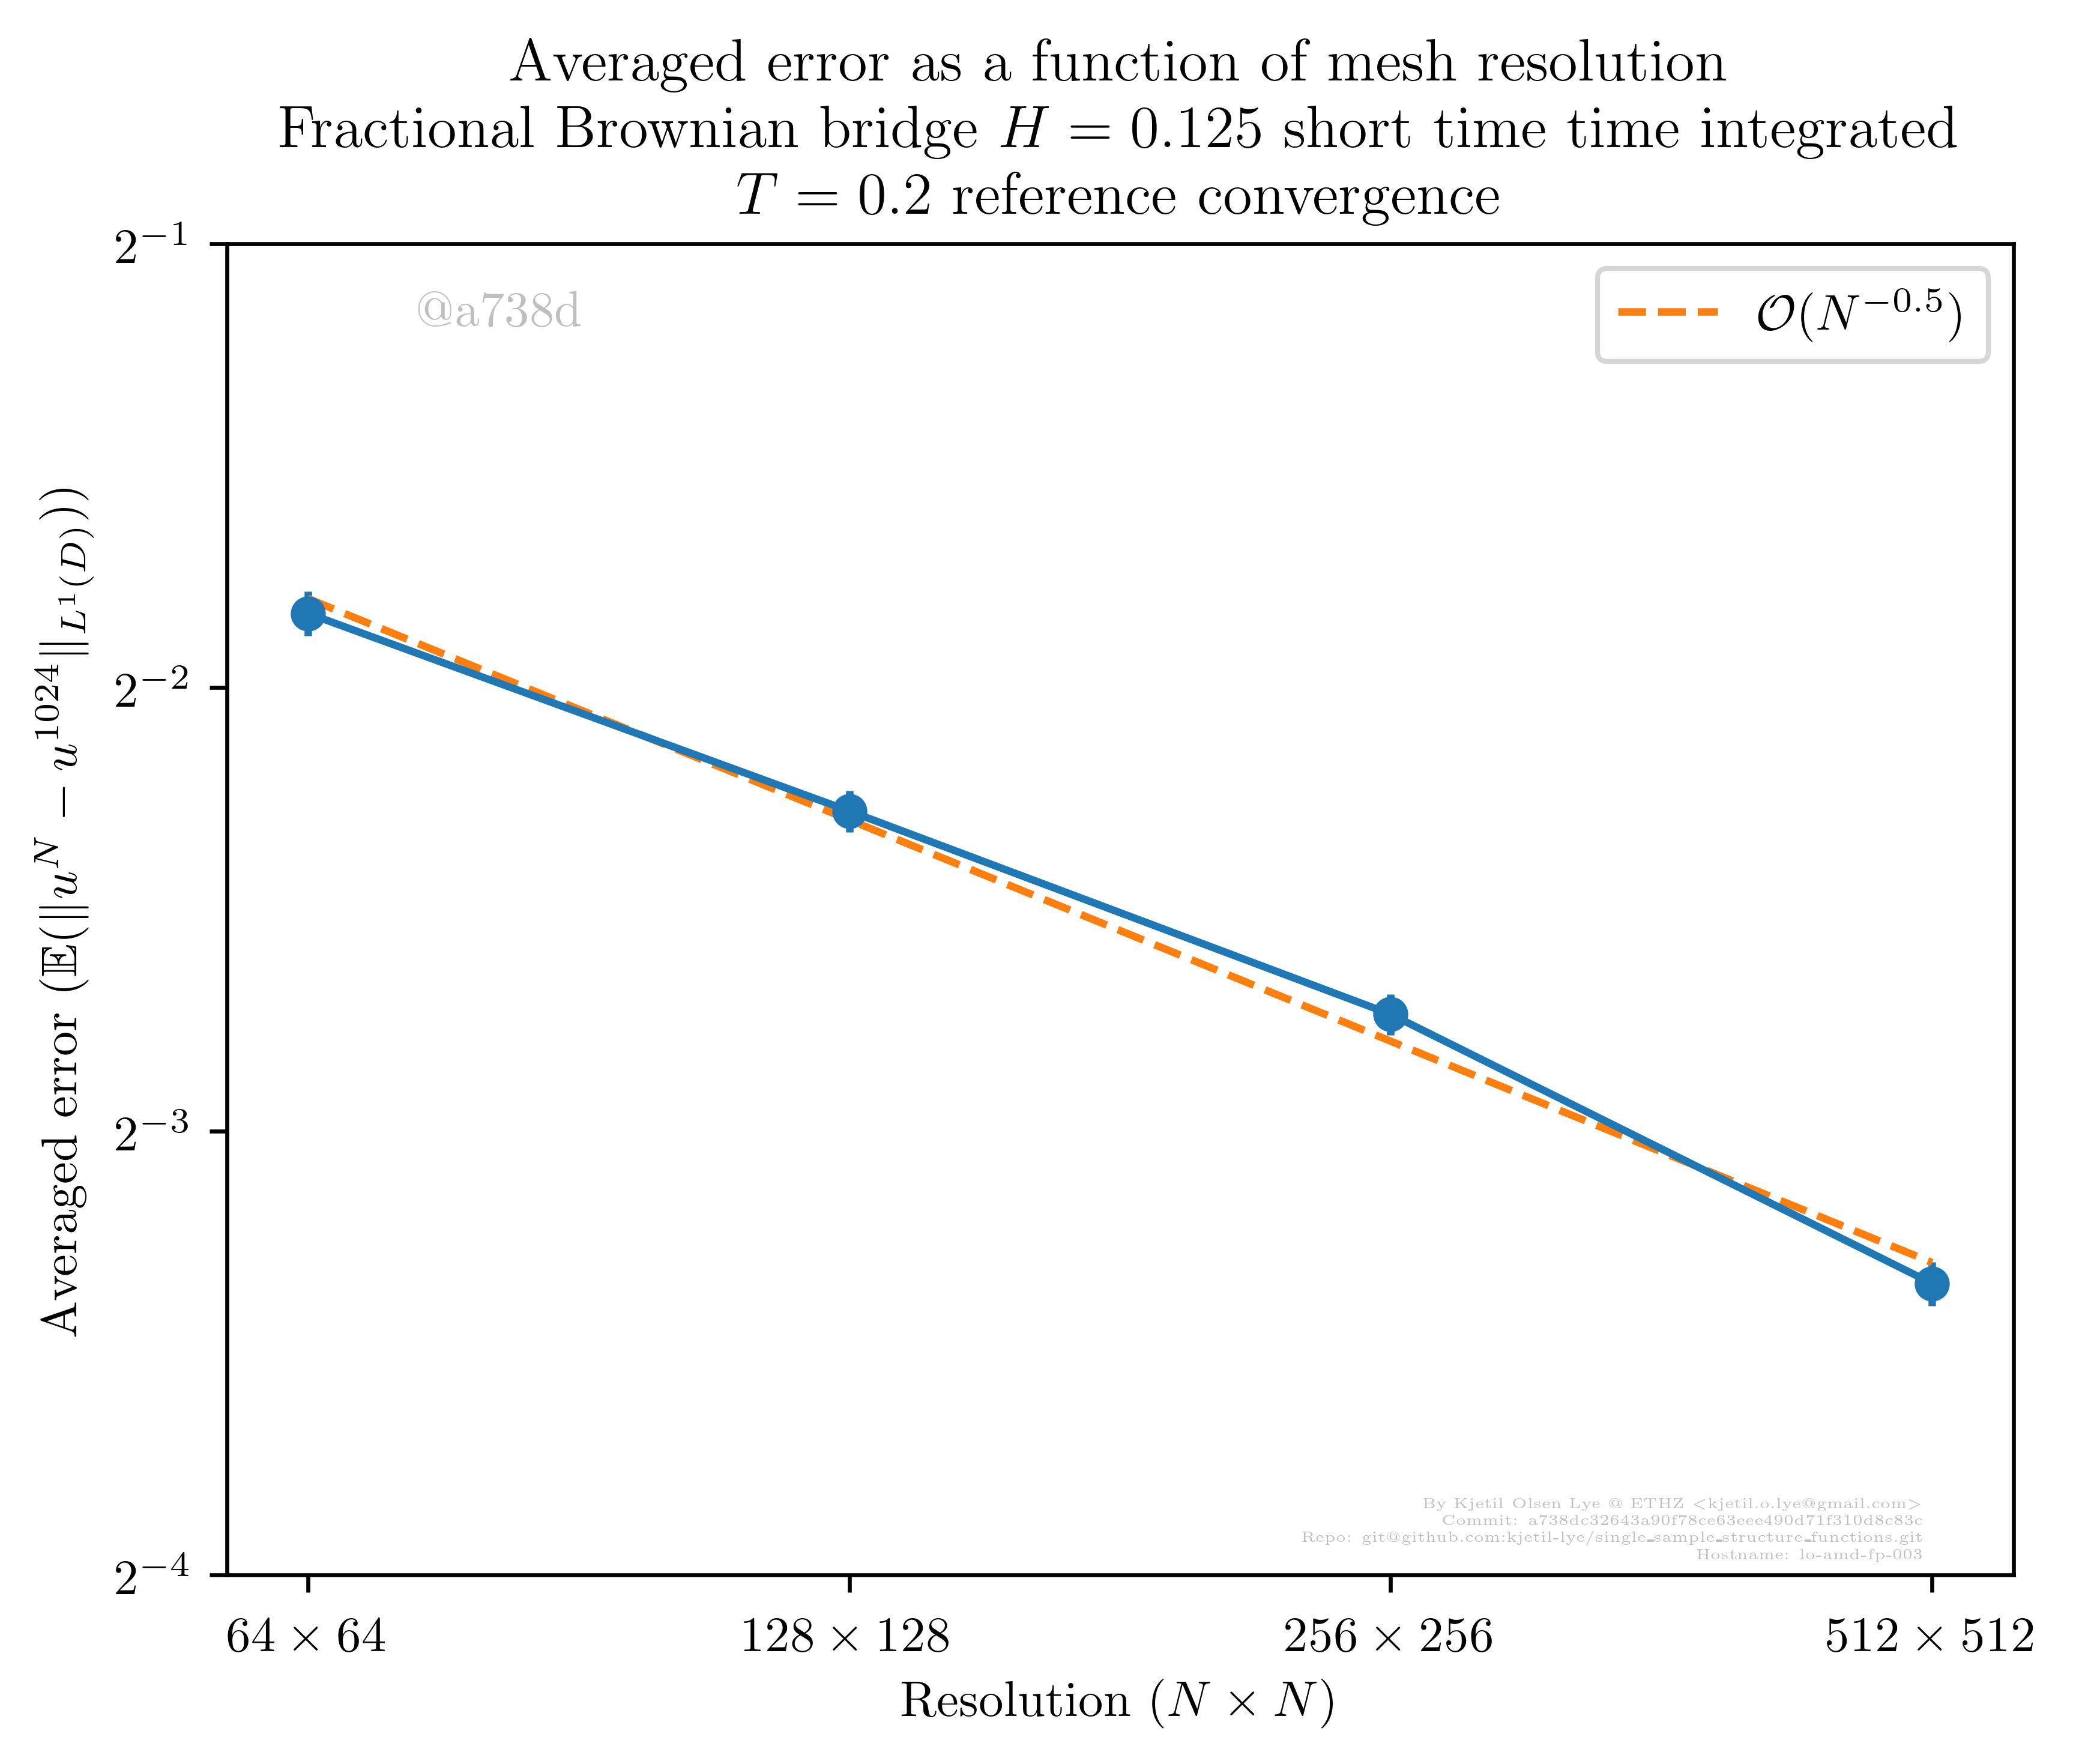 Averaged error as a function of mesh resolution
Fractional Brownian bridge H = 0.125 short time time integrated
T = 0.2 reference convergence
2⁻¹
2⁻²
2⁻³
2⁻⁴
Averaged error (𝔼(||uᴺ − u¹⁰²⁴||_{L¹(D)}))
@a738d
𝒪(N^{−0.5})
By Kjetil Olsen Lye @ ETHZ <kjetil.o.lye@gmail.com>
Commit: a738dc32643a90f78ce63eee490d71f310d8c83c
Repo: git@github.com:kjetil-lye/single_sample_structure_functions.git
Hostname: lo-amd-fp-003
64 × 64
128 × 128
256 × 256
512 × 512
Resolution (N × N)